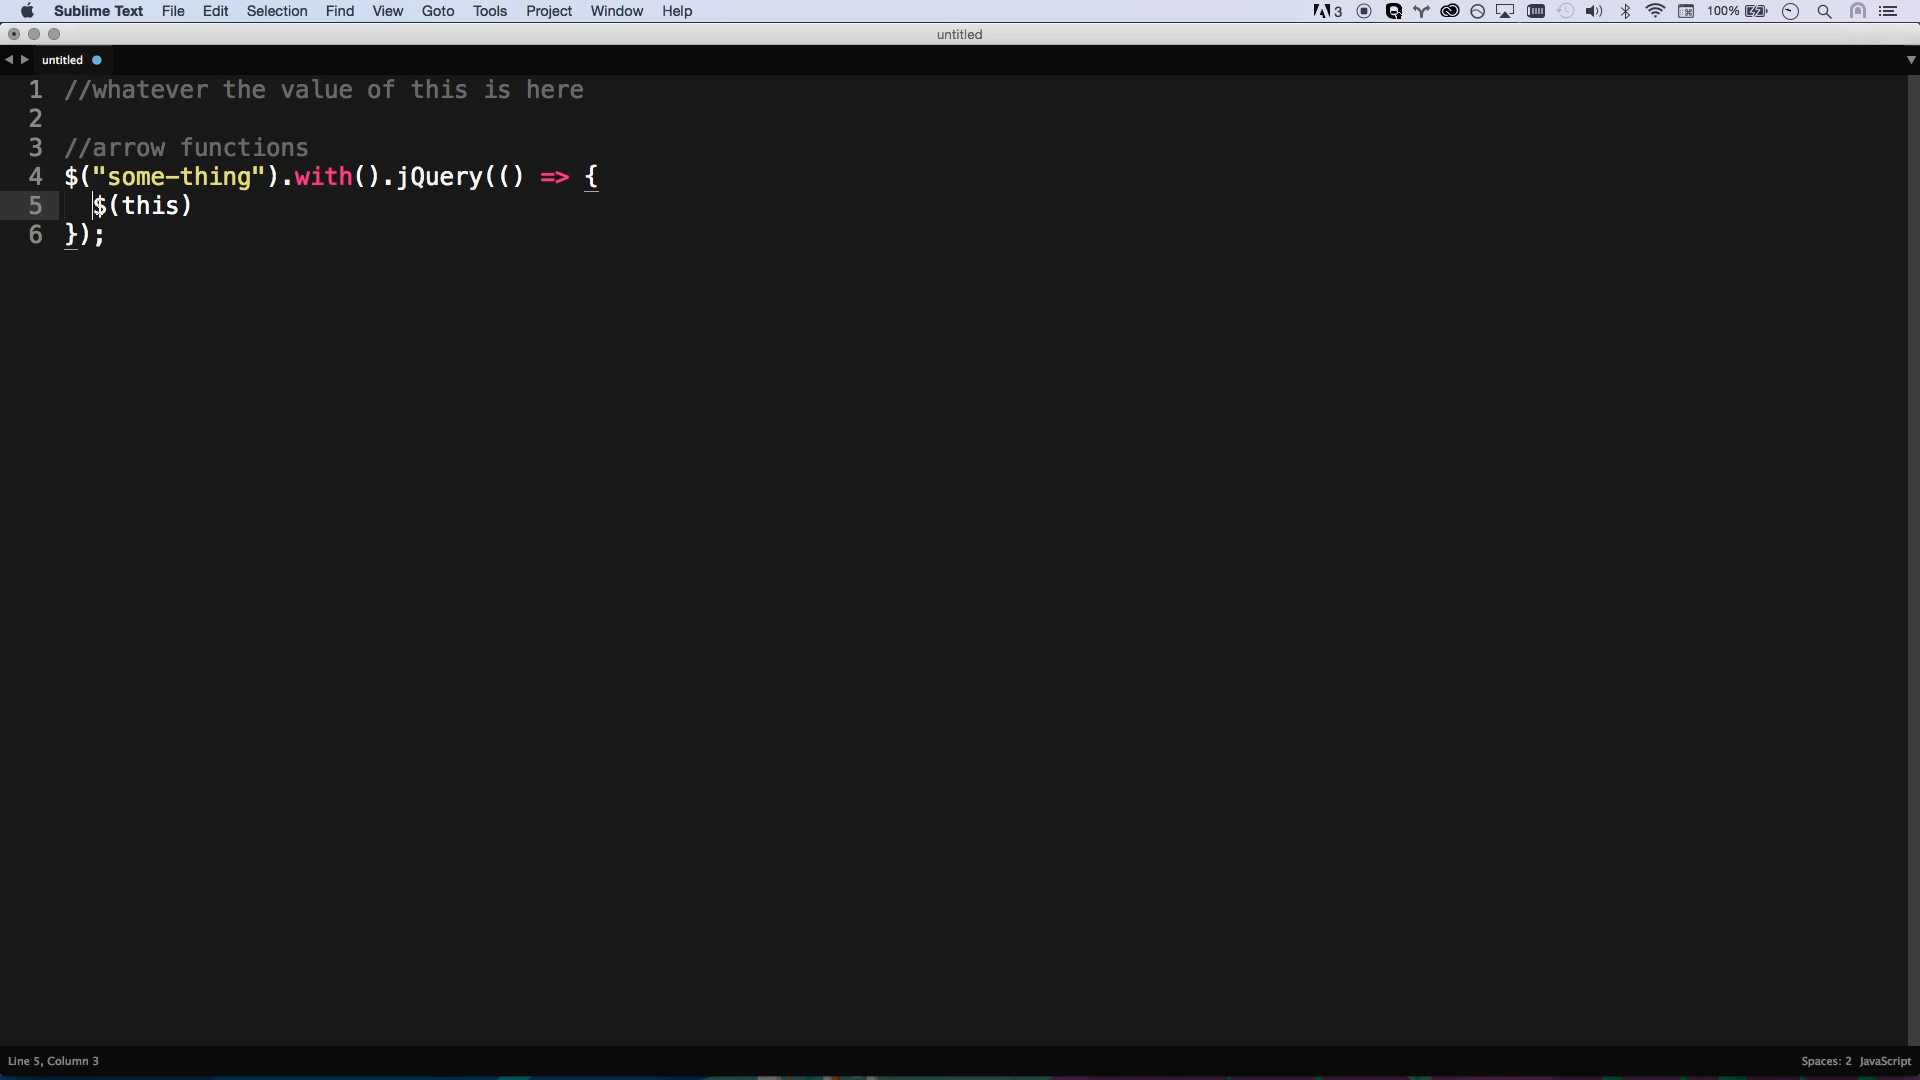 Sublime Text File Edit Selection Find View Goto Tools Project Window Help 3 100%
untitled
untitled
1 //whatever the value of this is here
2
3 //arrow functions
4 $("some-thing").with().jQuery(() => {
5 $(this)
6 });
Line 5, Column 3 Spaces: 2 JavaScript